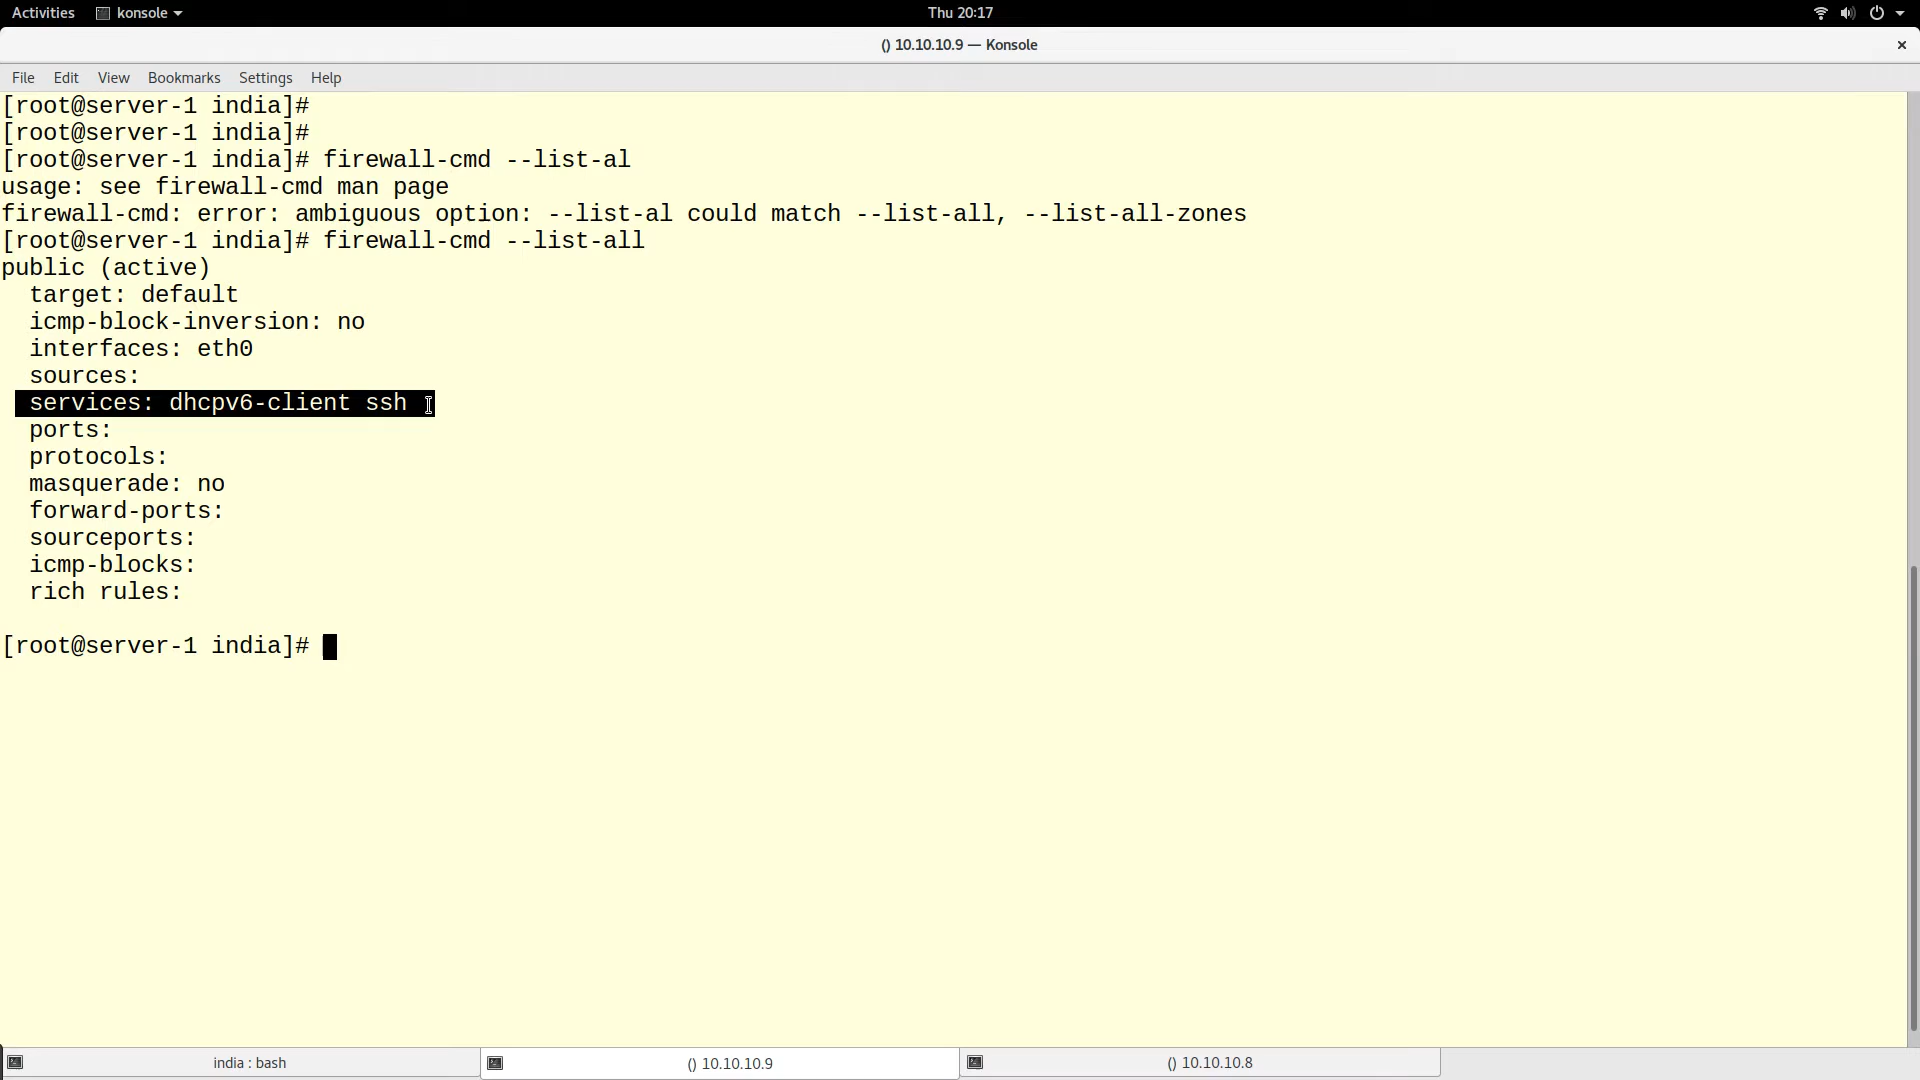 Activities konsole Thu 20:17
() 10.10.10.9 — Konsole
File Edit View Bookmarks Settings Help
[root@server-1 india]#
[root@server-1 india]#
[root@server-1 india]# firewall-cmd --list-al
usage: see firewall-cmd man page
firewall-cmd: error: ambiguous option: --list-al could match --list-all, --list-all-zones
[root@server-1 india]# firewall-cmd --list-all
public (active)
  target: default
  icmp-block-inversion: no
  interfaces: eth0
  sources:
  services: dhcpv6-client ssh
  ports:
  protocols:
  masquerade: no
  forward-ports:
  sourceports:
  icmp-blocks:
  rich rules:
[root@server-1 india]#
india : bash () 10.10.10.9 () 10.10.10.8